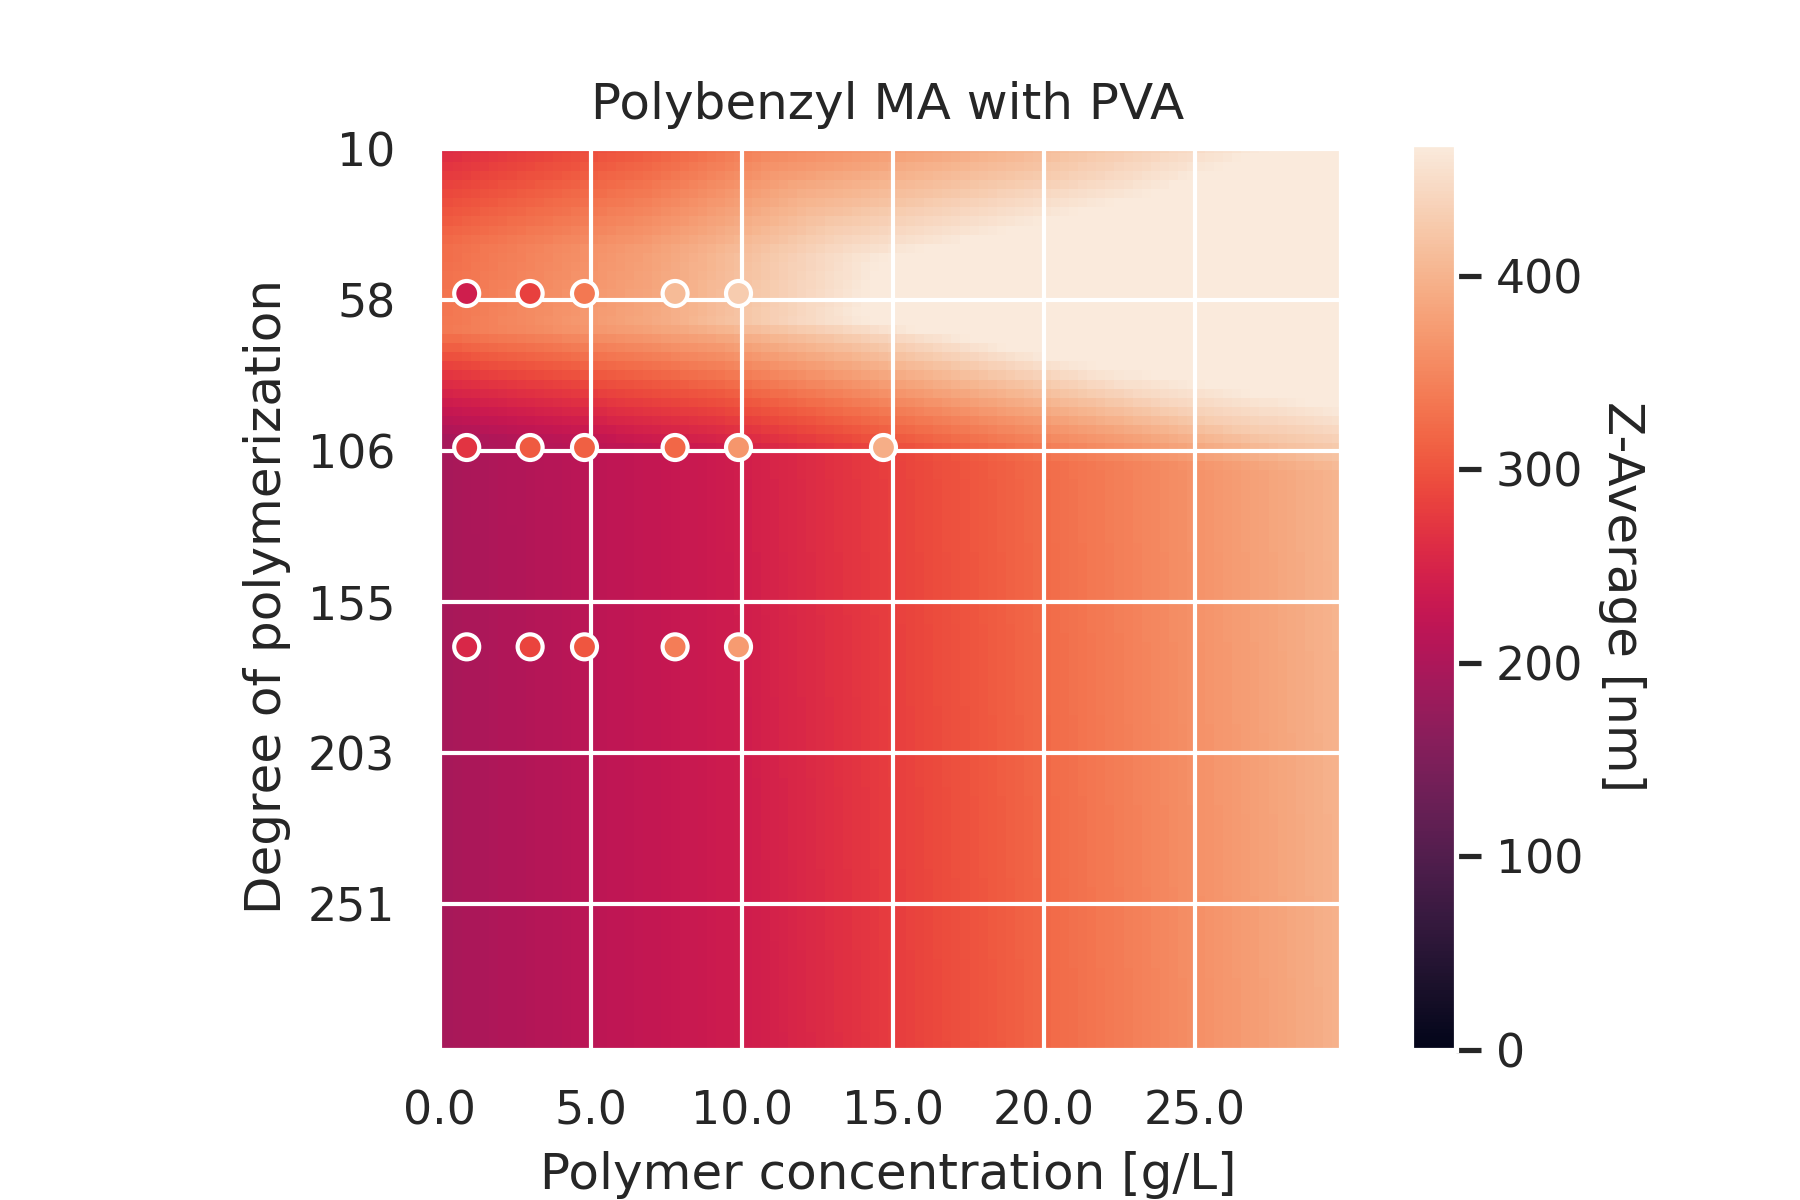 Polybenzyl MA with PVA
10
58
106
155
203
251
Degree of polymerization
0.0 5.0 10.0 15.0 20.0 25.0
Polymer concentration [g/L]
400
300
200
100
0
Z-Average [nm]